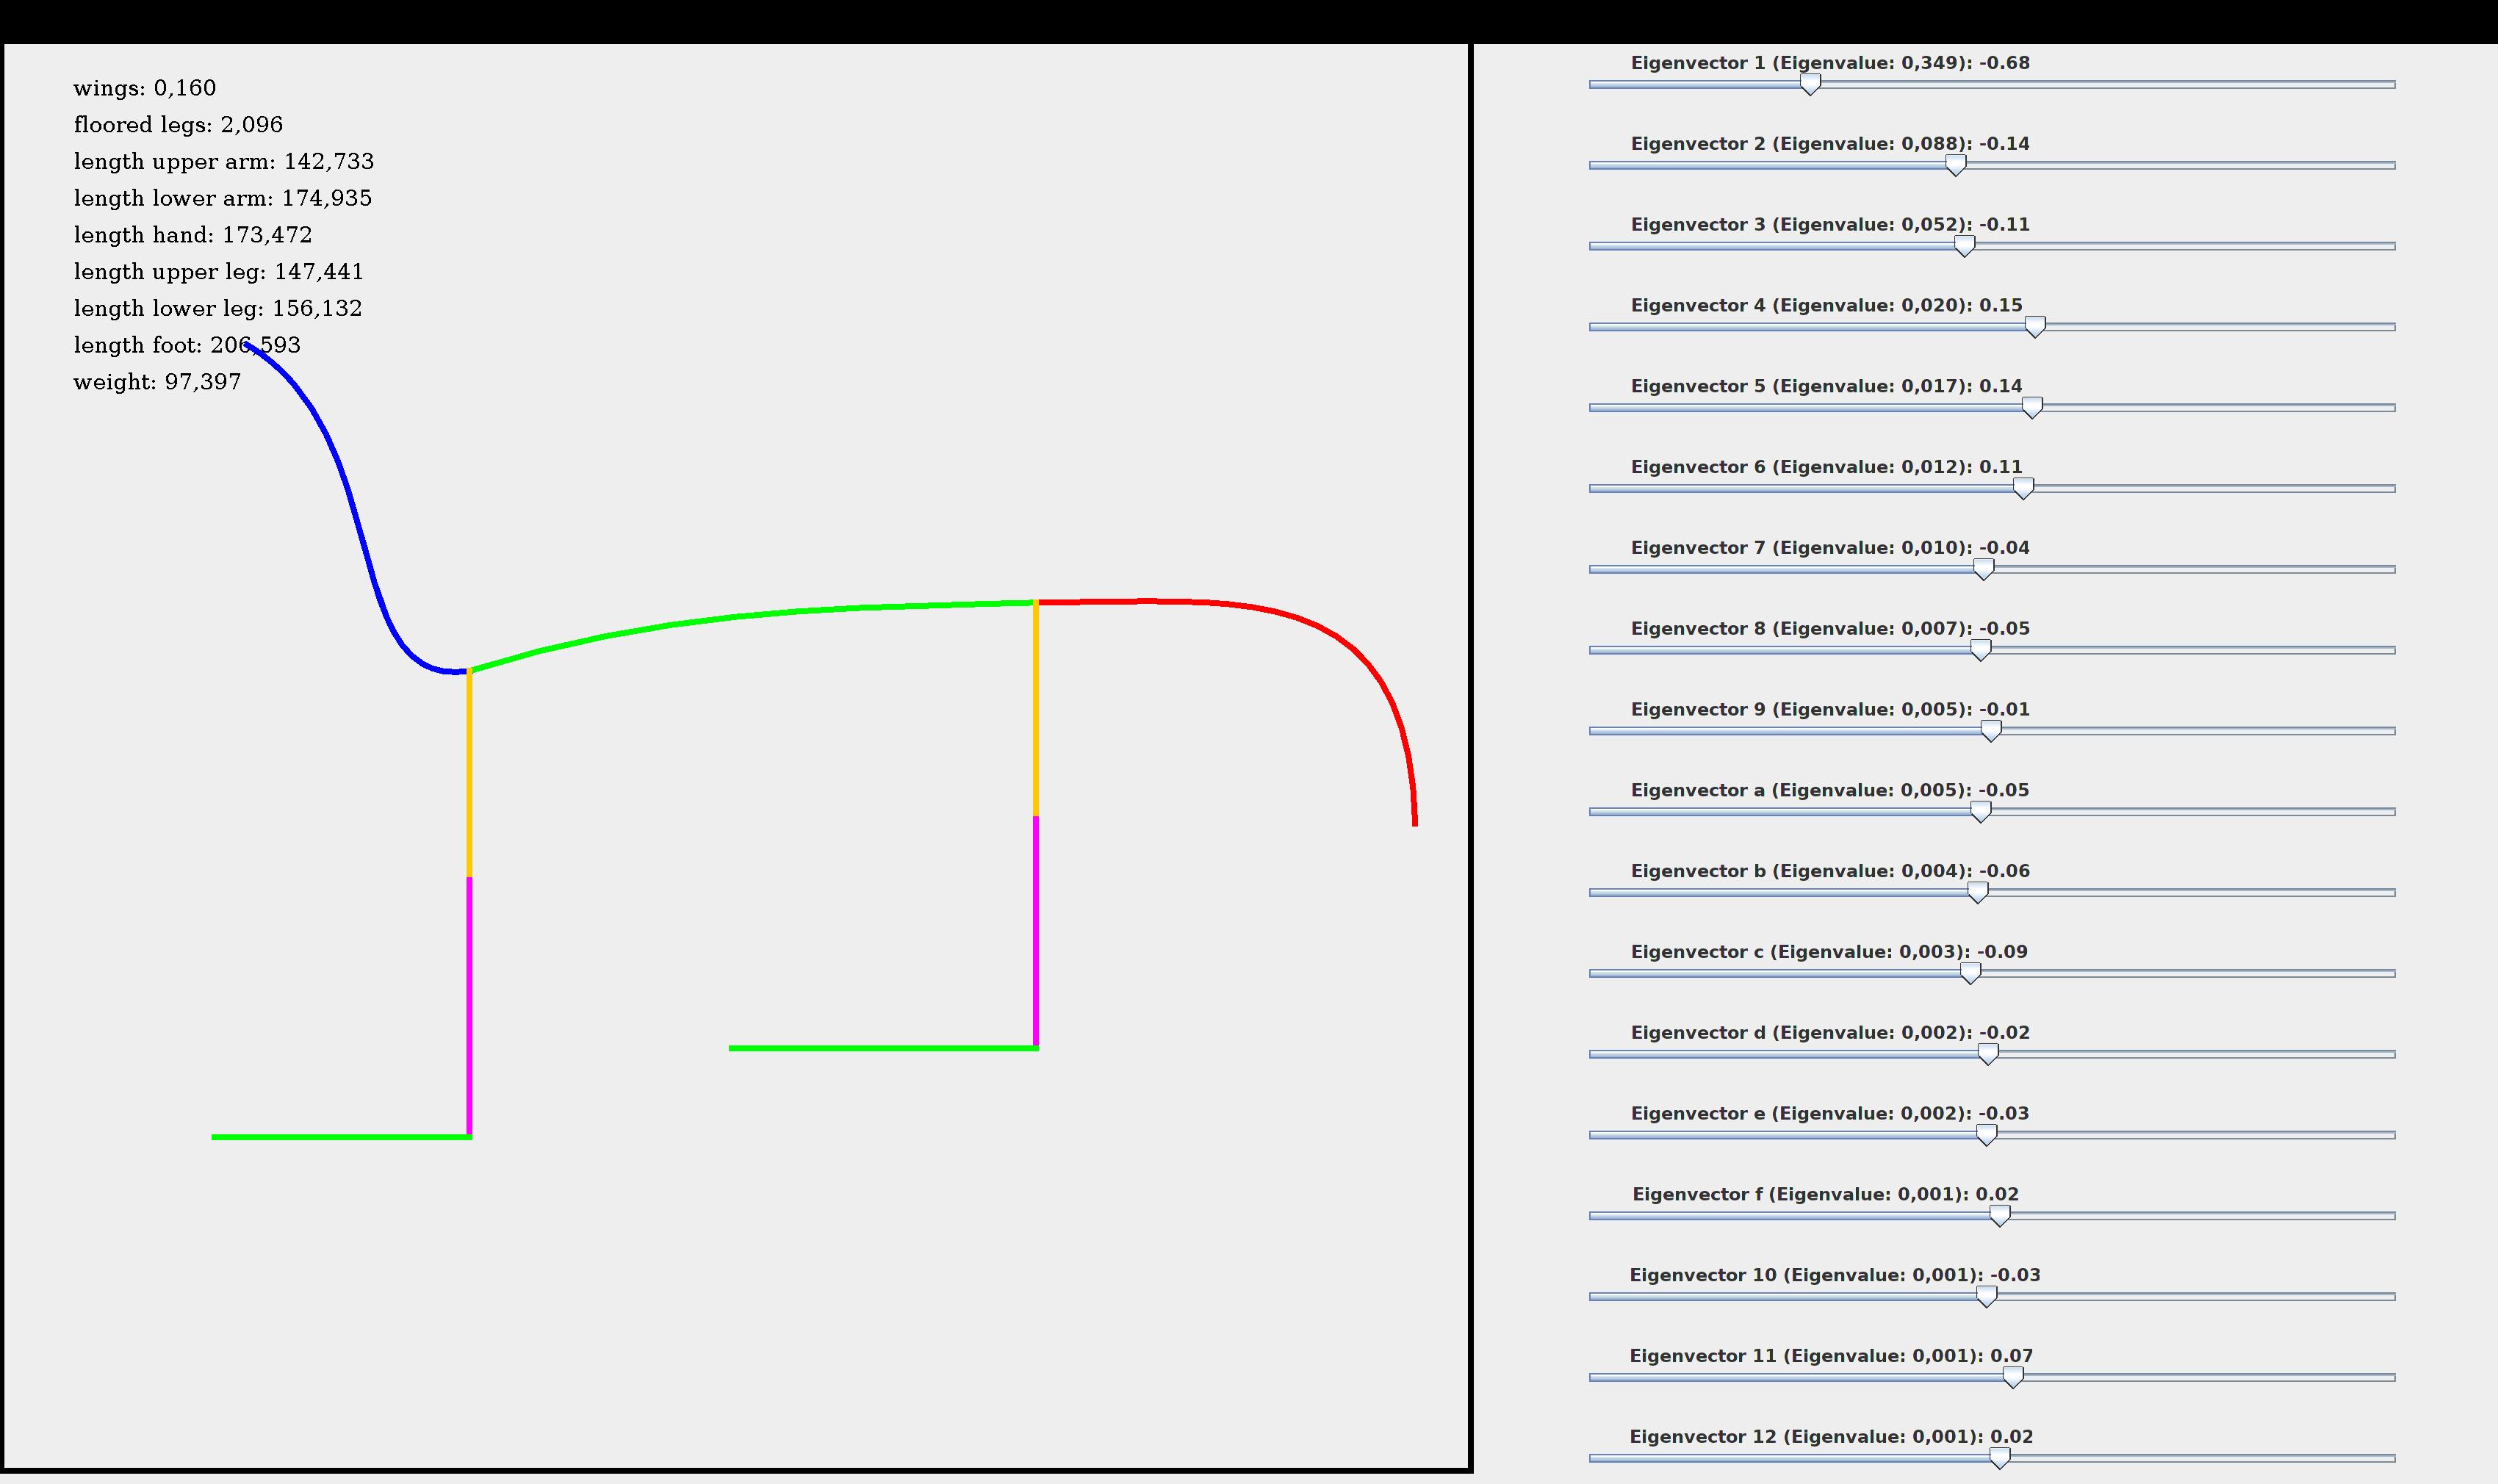 wings: 0,160
floored legs: 2,096
length upper arm: 142,733
length lower arm: 174,935
length hand: 173,472
length upper leg: 147,441
length lower leg: 156,132
length foot: 206,593
weight: 97,397
Eigenvector 1 (Eigenvalue: 0,349): -0.68
Eigenvector 2 (Eigenvalue: 0,088): -0.14
Eigenvector 3 (Eigenvalue: 0,052): -0.11
Eigenvector 4 (Eigenvalue: 0,020): 0.15
Eigenvector 5 (Eigenvalue: 0,017): 0.14
Eigenvector 6 (Eigenvalue: 0,012): 0.11
Eigenvector 7 (Eigenvalue: 0,010): -0.04
Eigenvector 8 (Eigenvalue: 0,007): -0.05
Eigenvector 9 (Eigenvalue: 0,005): -0.01
Eigenvector a (Eigenvalue: 0,005): -0.05
Eigenvector b (Eigenvalue: 0,004): -0.06
Eigenvector c (Eigenvalue: 0,003): -0.09
Eigenvector d (Eigenvalue: 0,002): -0.02
Eigenvector e (Eigenvalue: 0,002): -0.03
Eigenvector f (Eigenvalue: 0,001): 0.02
Eigenvector 10 (Eigenvalue: 0,001): -0.03
Eigenvector 11 (Eigenvalue: 0,001): 0.07
Eigenvector 12 (Eigenvalue: 0,001): 0.02